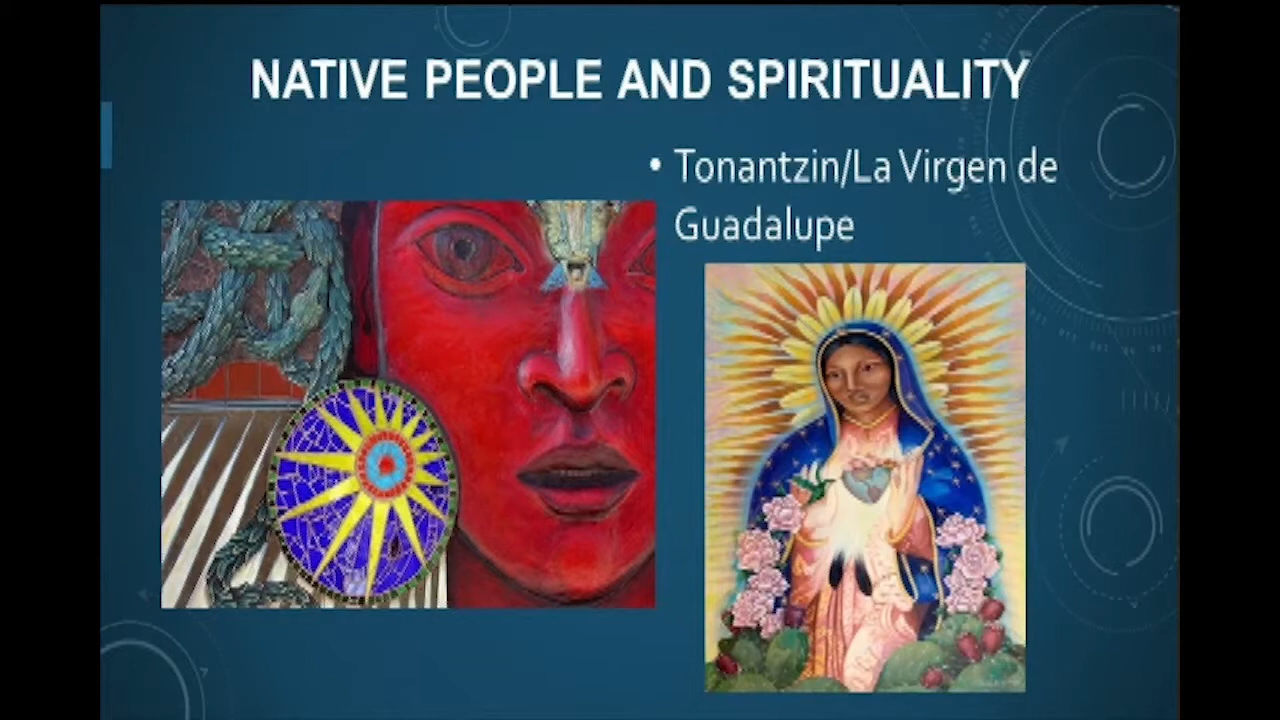 NATIVE PEOPLE AND SPIRITUALITY
• Tonantzin/La Virgen de
Guadalupe